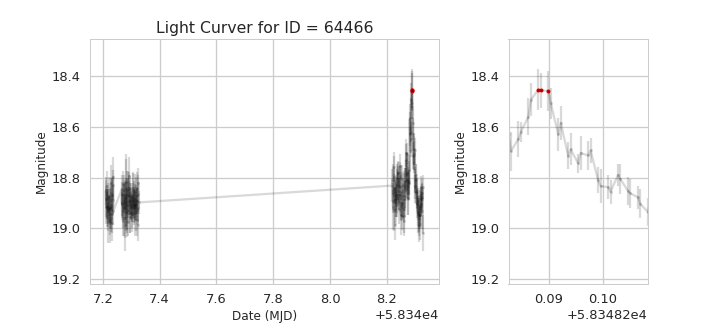 Light Curver for ID = 64466
Magnitude
18.4
18.6
18.8
19.0
19.2
7.2 7.4 7.6 7.8 8.0 8.2
Date (MJD)
+5.834e4
Magnitude
18.4
18.6
18.8
19.0
19.2
0.09 0.10
+5.83482e4